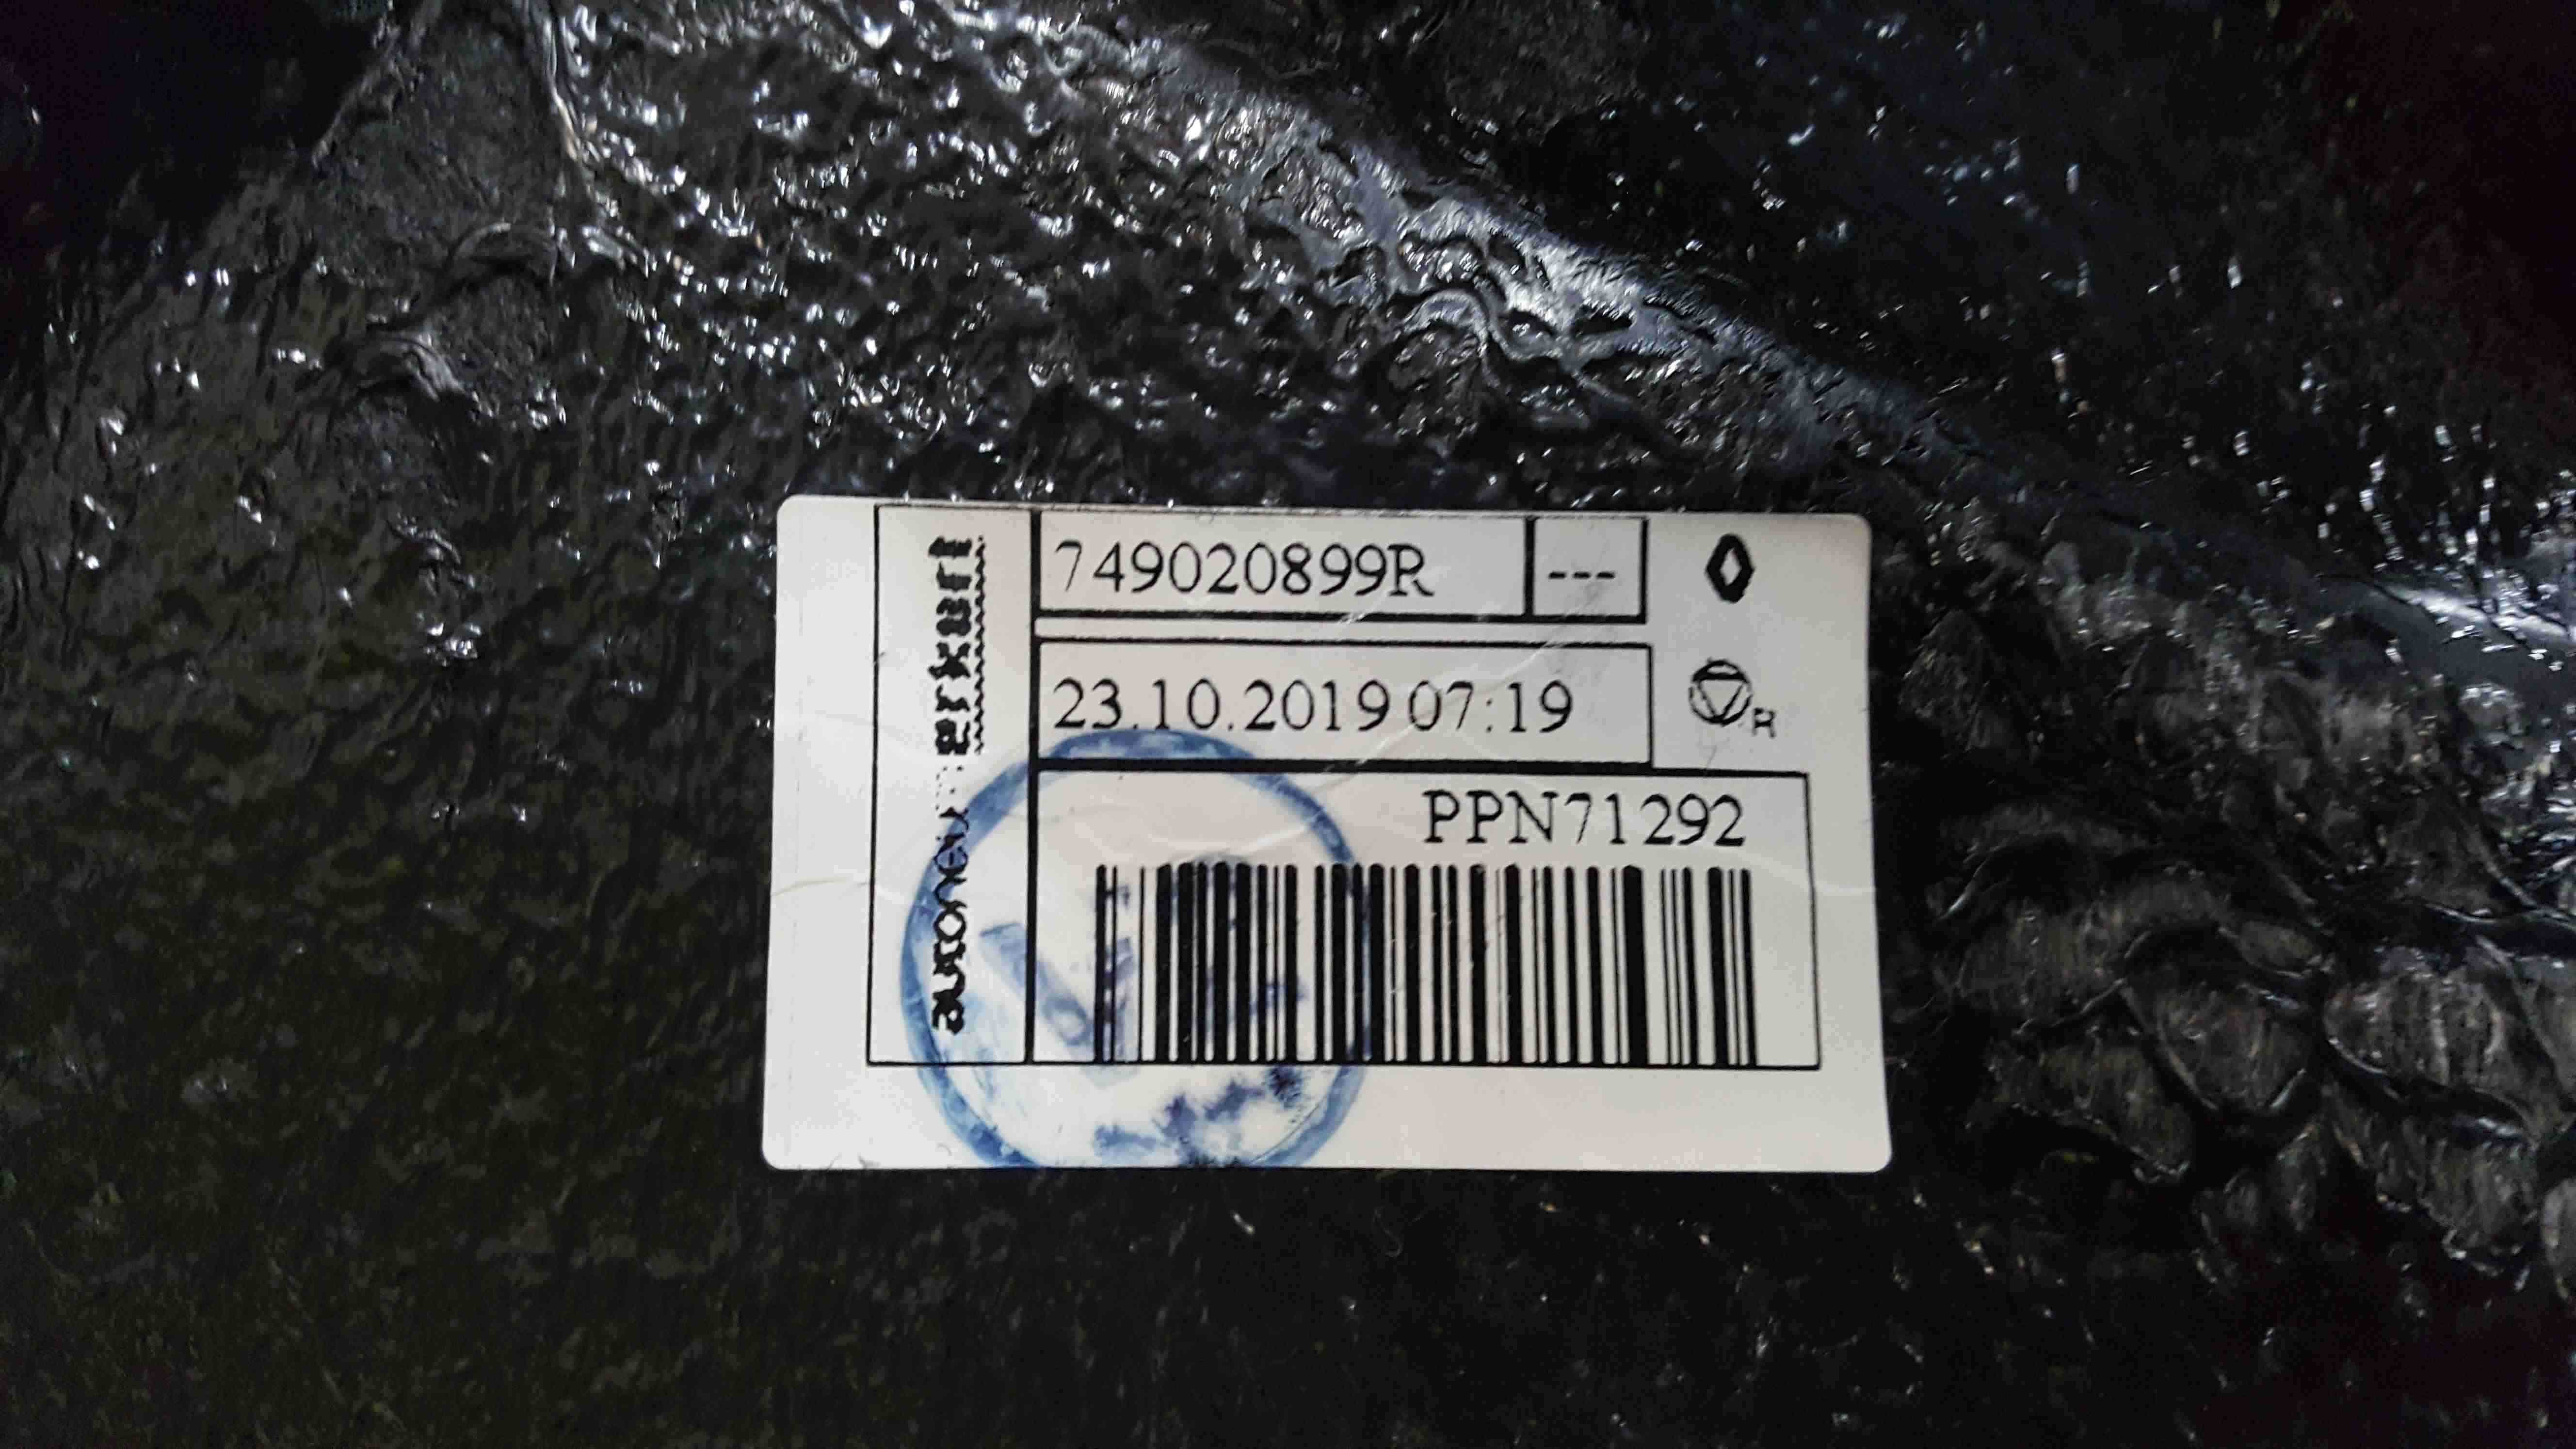 749020899R
---
23.10.2019 07:19
R
PPN71292
autoneum erkurt